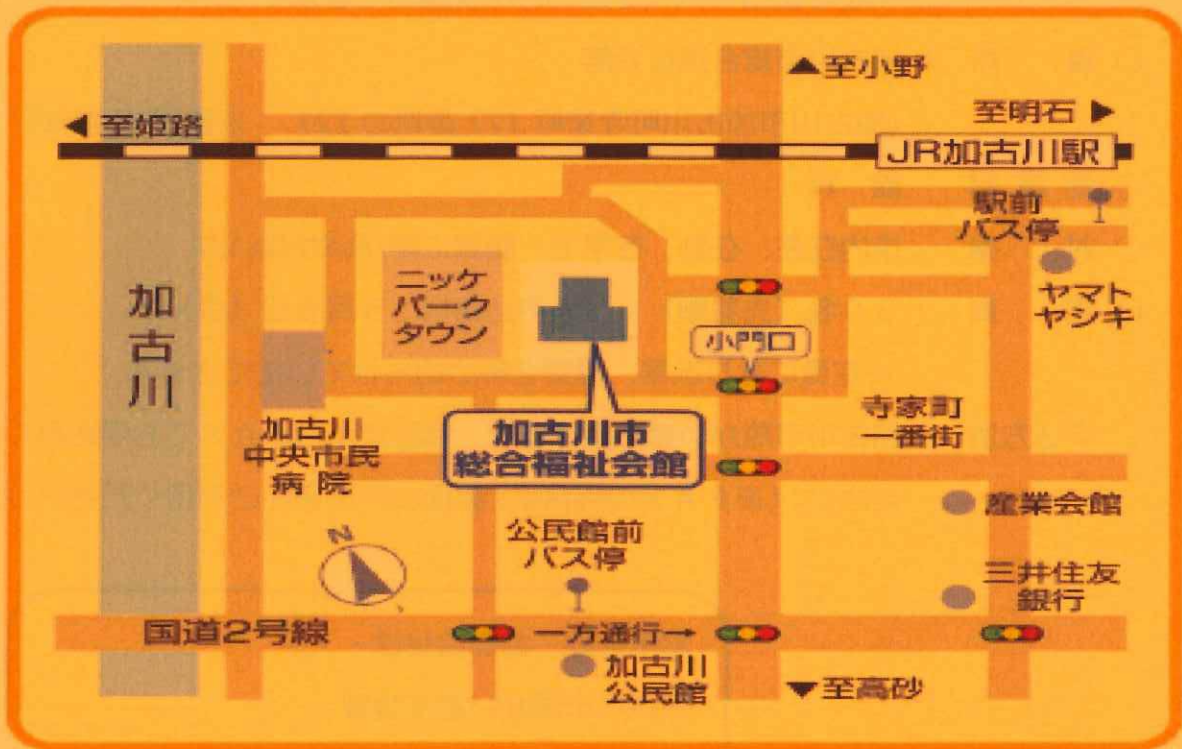 ▲至小野
◀ 至姫路
至明石 ▶
JR加古川駅
駅前
バス停
ヤマト
ヤシキ
ニッケ
パーク
タウン
加古川
小門口
加古川市
総合福祉会館
寺家町
一番街
加古川
中央市民
病院
産業会館
公民館前
バス停
N
三井住友
銀行
国道2号線
一方通行→
加古川
公民館
▼至高砂